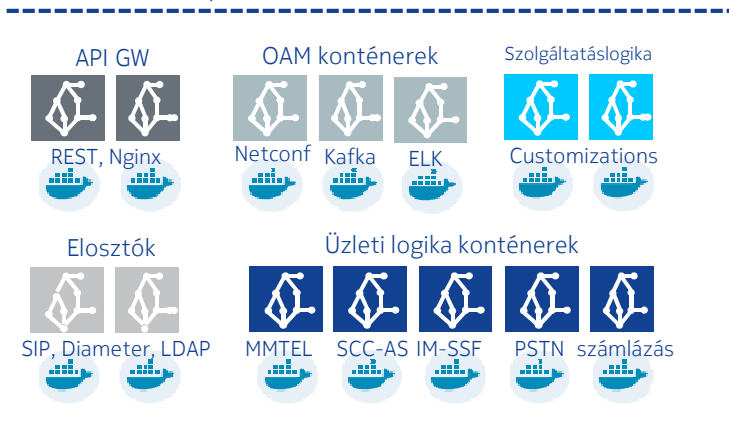 API GW
OAM konténerek
Szolgáltatáslogika
REST, Nginx
Netconf Kafka ELK
Customizations
Elosztók
Üzleti logika konténerek
SIP, Diameter, LDAP
MMTEL SCC-AS IM-SSF PSTN számlázás